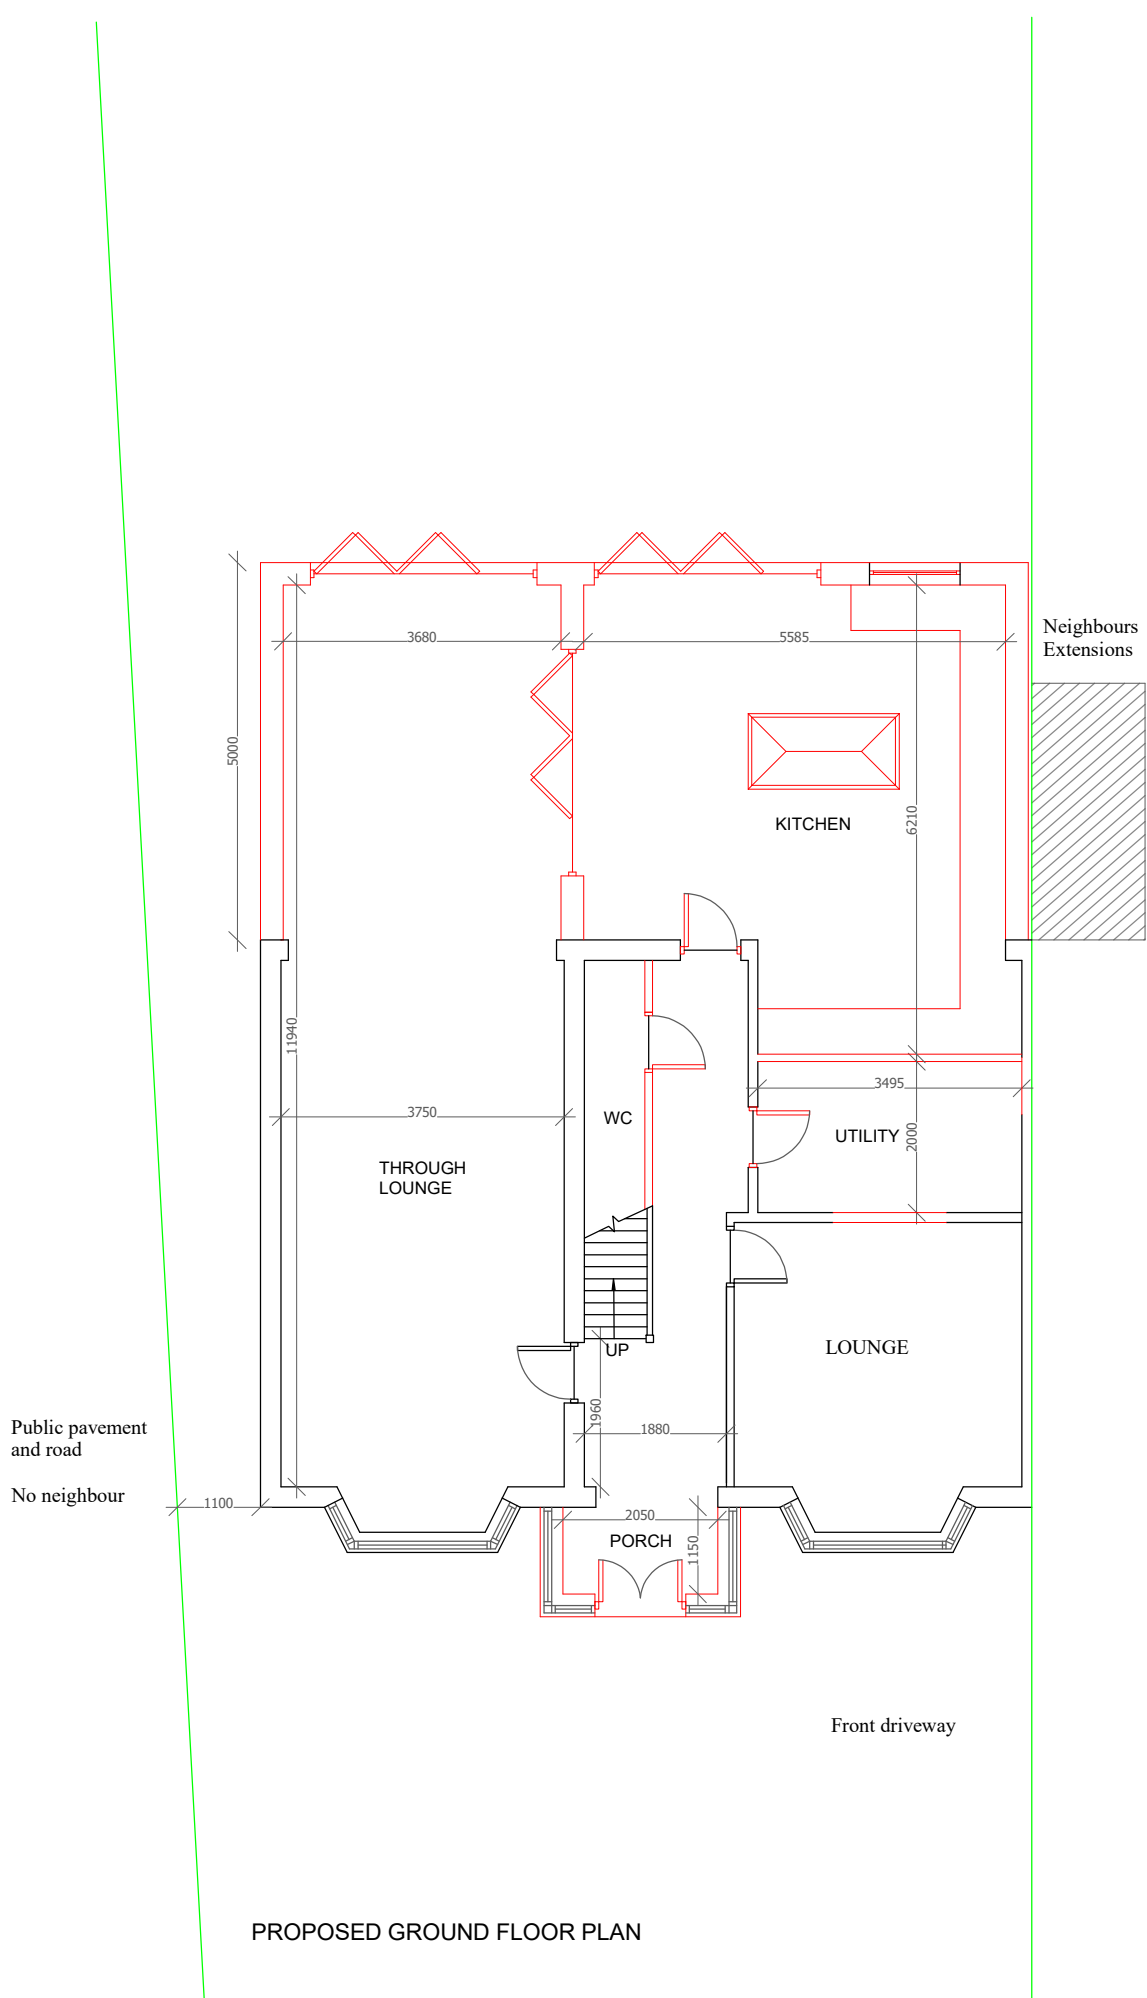 3680
5585
Neighbours
Extensions
5000
6210
KITCHEN
11940
3495
3750
WC
UTILITY
2000
THROUGH
LOUNGE
UP
LOUNGE
1960
1880
Public pavement
and road
No neighbour
1100
2050
PORCH
1150
Front driveway
PROPOSED GROUND FLOOR PLAN